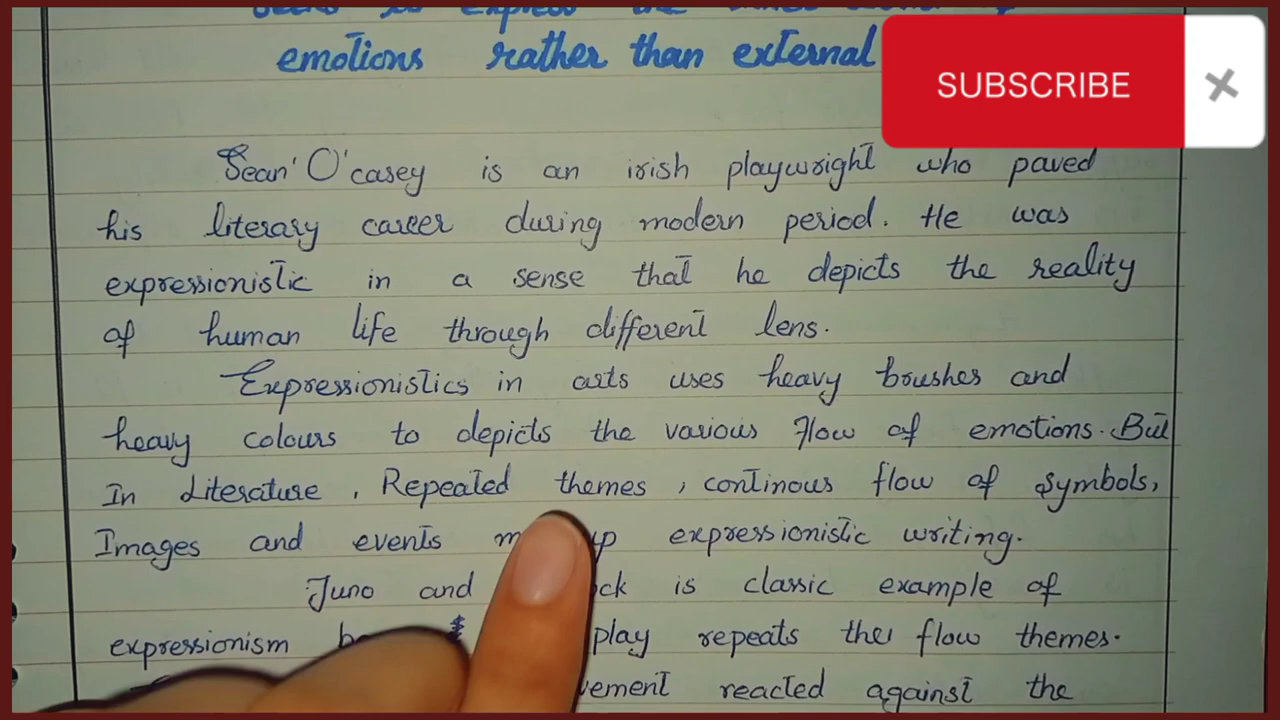 to express the
emotions rather than external
SUBSCRIBE
Sean' O'casey is an irish playwright who paved
his literary career during modern period. He was
expressionistic in a sense that he depicts the reality
of human life through different lens.
Expressionistics in arts uses heavy brushes and
heavy colours to depicts the various flow of emotions. But
In Literature, Repeated themes, continous flow of symbols,
Images and events up expressionistic writing.
Juno and is classic example of
expressionism play repeats the flow themes.
reacted against the